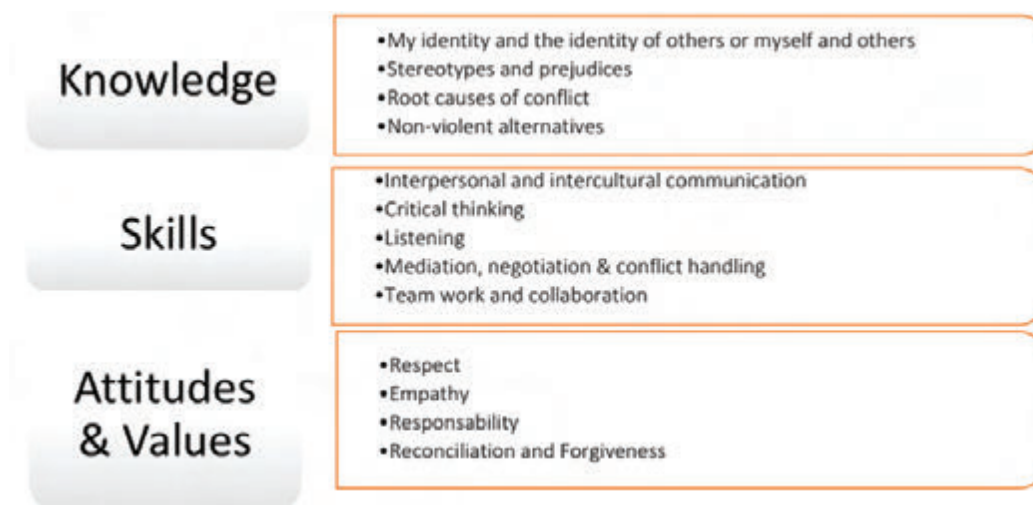 Knowledge
•My identity and the identity of others or myself and others
•Stereotypes and prejudices
•Root causes of conflict
•Non-violent alternatives
Skills
•Interpersonal and intercultural communication
•Critical thinking
•Listening
•Mediation, negotiation & conflict handling
•Team work and collaboration
Attitudes
& Values
•Respect
•Empathy
•Responsability
•Reconciliation and Forgiveness